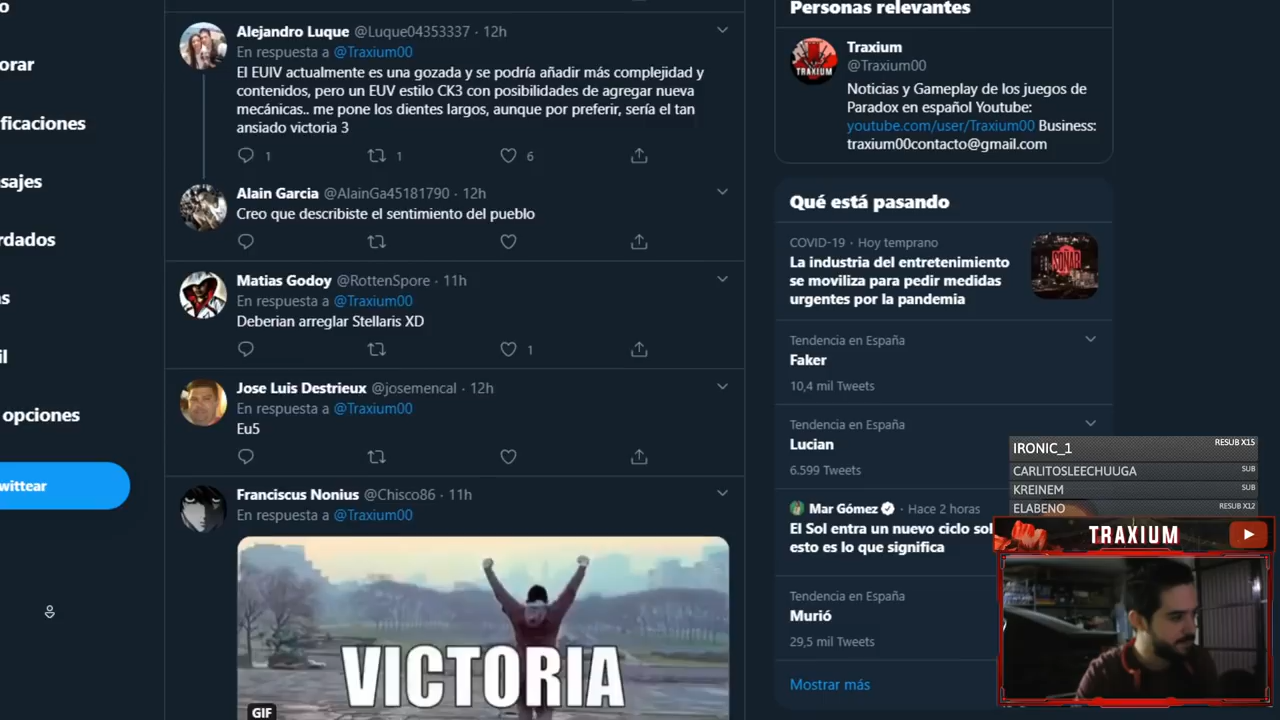 o
orar
ificaciones
sajes
rdados
s
il
opciones
wittear
Alejandro Luque @Luque04353337 · 12h
En respuesta a @Traxium00
El EUIV actualmente es una gozada y se podría añadir más complejidad y
contenidos, pero un EUV estilo CK3 con posibilidades de agregar nueva
mecánicas.. me pone los dientes largos, aunque por preferir, sería el tan
ansiado victoria 3
1 1 6
Alain Garcia @AlainGa45181790 · 12h
Creo que describiste el sentimiento del pueblo
Matias Godoy @RottenSpore · 11h
En respuesta a @Traxium00
Deberian arreglar Stellaris XD
1
Jose Luis Destrieux @josemencal · 12h
En respuesta a @Traxium00
Eu5
Franciscus Nonius @Chisco86 · 11h
En respuesta a @Traxium00
VICTORIA
GIF
Personas relevantes
TRAXIUM
Traxium
@Traxium00
Noticias y Gameplay de los juegos de
Paradox en español Youtube:
youtube.com/user/Traxium00 Business:
traxium00contacto@gmail.com
Qué está pasando
COVID-19 · Hoy temprano
La industria del entretenimiento
se moviliza para pedir medidas
urgentes por la pandemia
SONAR
Tendencia en España
Faker
10,4 mil Tweets
Tendencia en España
Lucian
6.599 Tweets
Mar Gómez · Hace 2 horas
El Sol entra un nuevo ciclo sol
esto es lo que significa
Tendencia en España
Murió
29,5 mil Tweets
Mostrar más
IRONIC_1 RESUB X15
CARLITOSLEECHUUGA SUB
KREINEM SUB
ELABENO RESUB X12
TRAXIUM